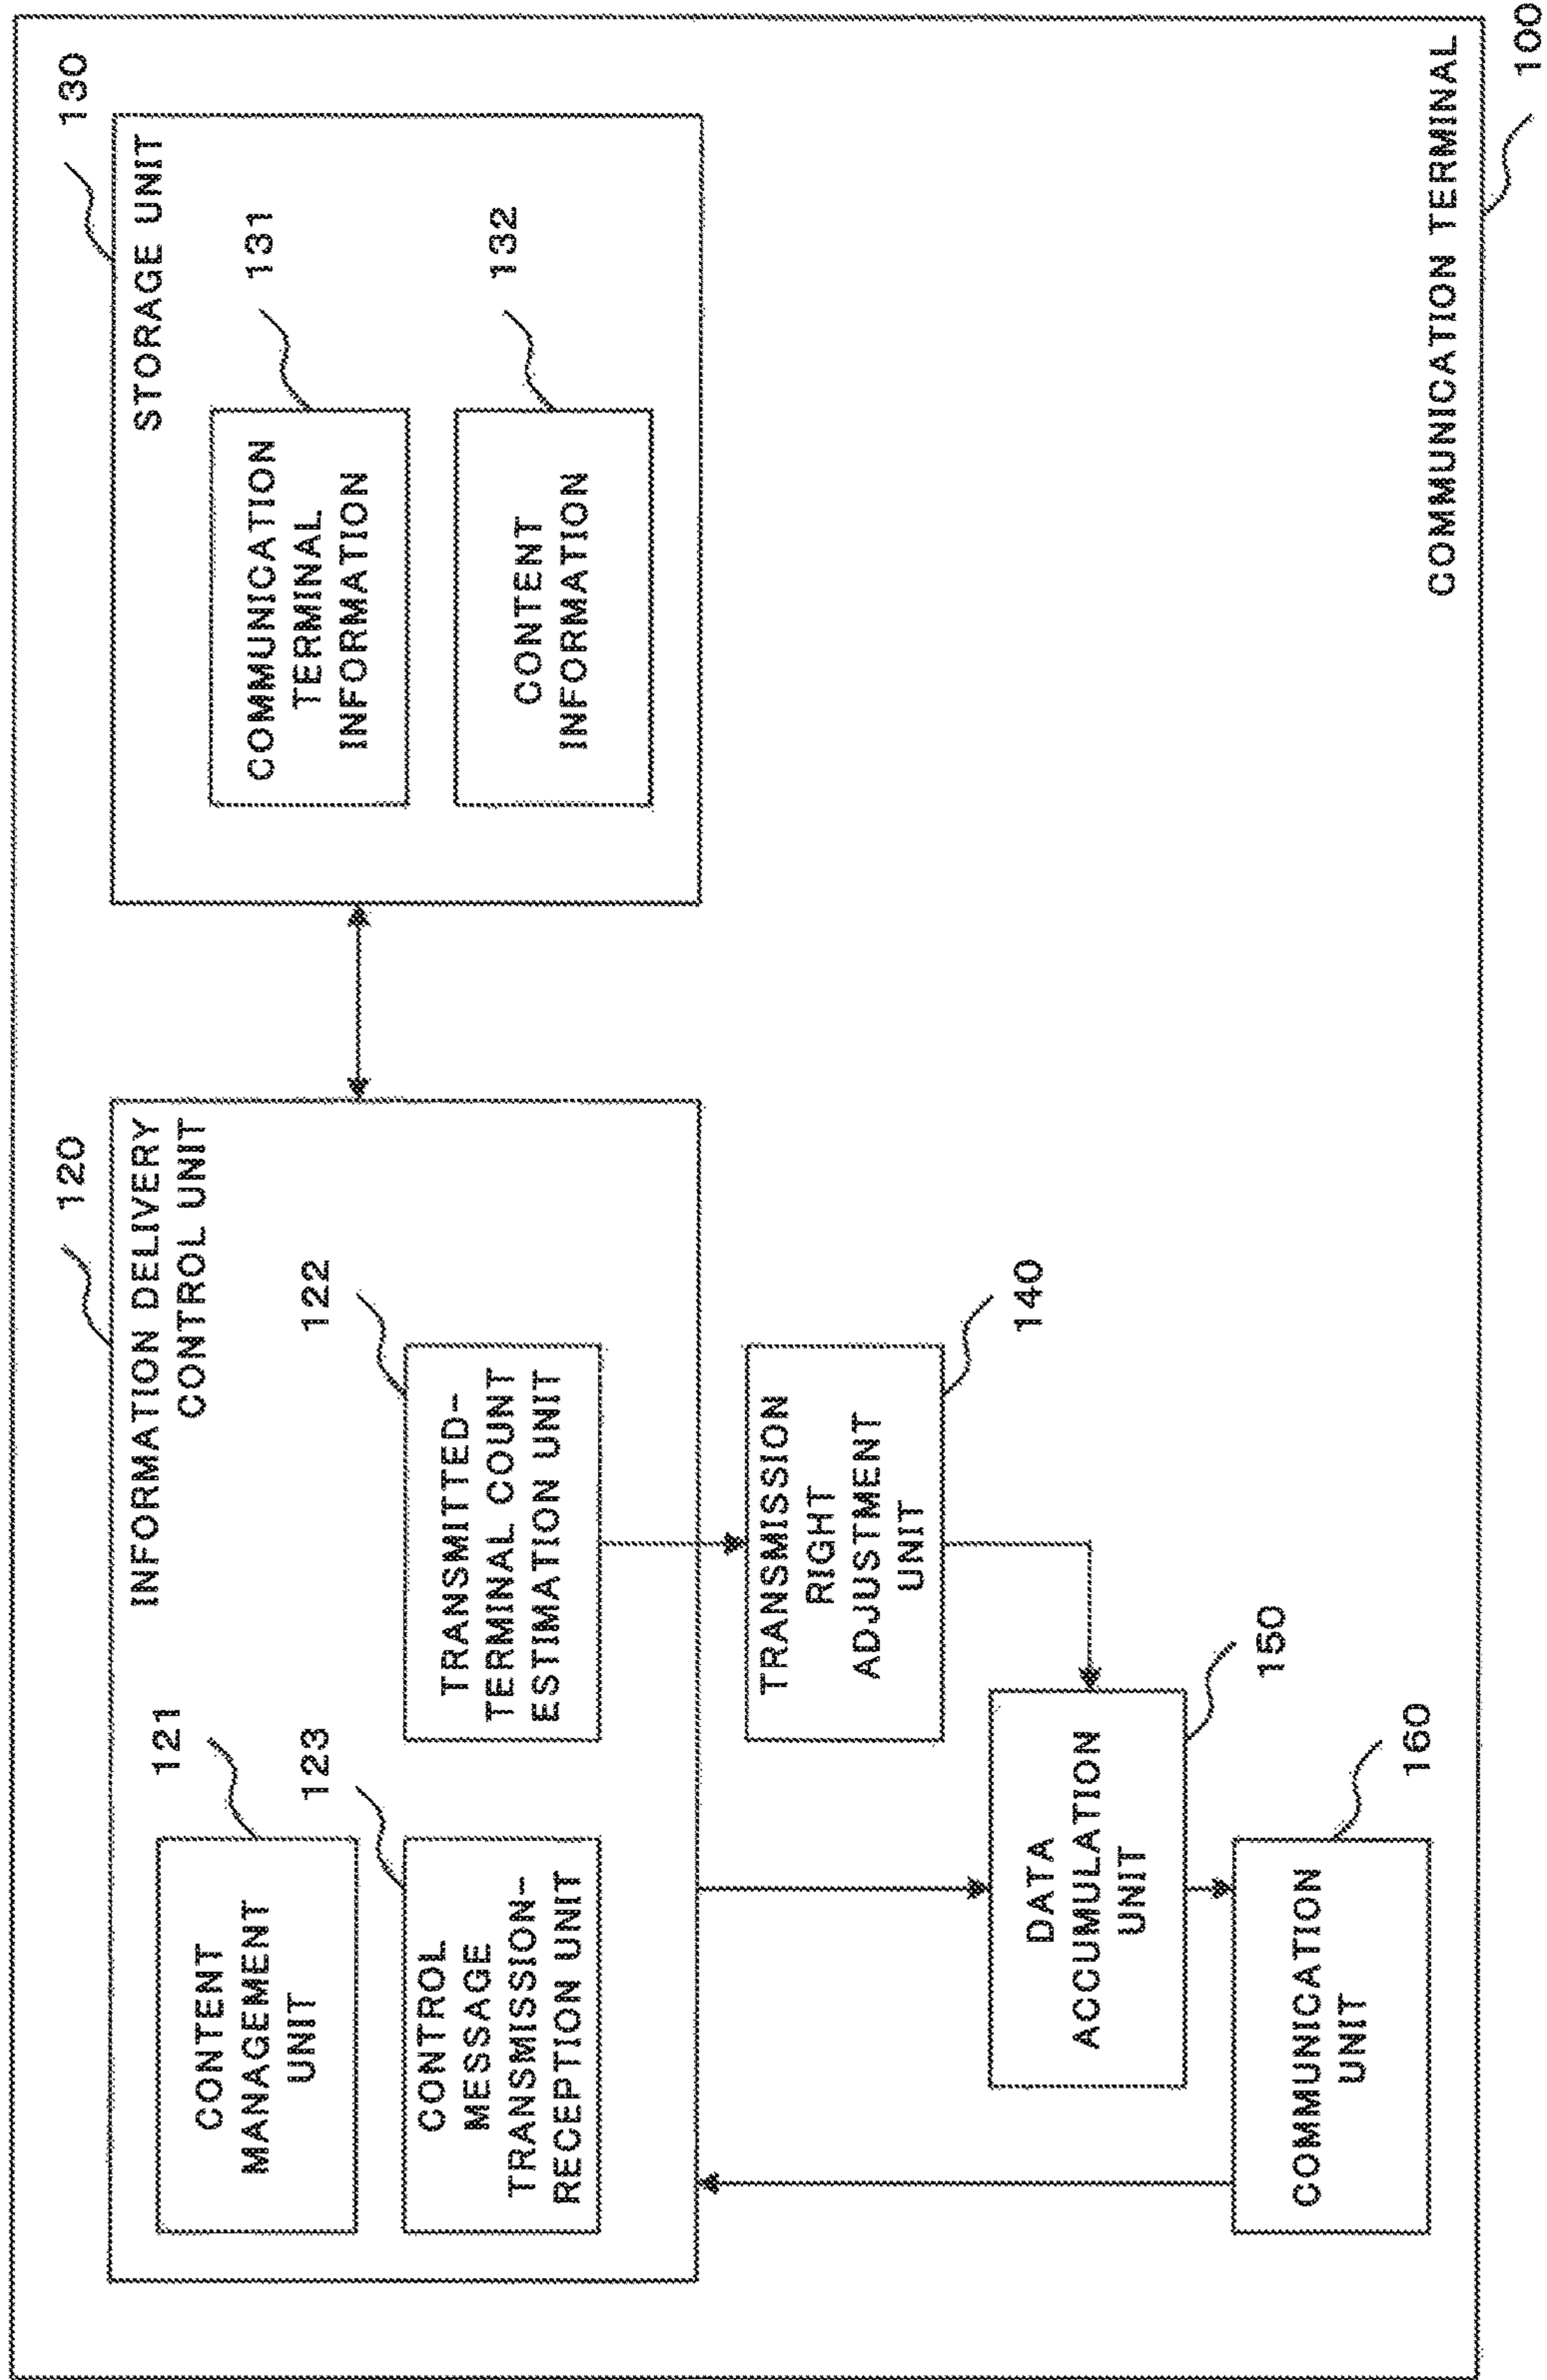 120
INFORMATION DELIVERY
CONTROL UNIT
121
CONTENT
MANAGEMENT
UNIT
123
CONTROL
MESSAGE
TRANSMISSION-
RECEPTION UNIT
122
TRANSMITTED-
TERMINAL COUNT
ESTIMATION UNIT
130
STORAGE UNIT
131
COMMUNICATION
TERMINAL
INFORMATION
132
CONTENT
INFORMATION
140
TRANSMISSION
RIGHT
ADJUSTMENT
UNIT
150
DATA
ACCUMULATION
UNIT
160
COMMUNICATION
UNIT
COMMUNICATION TERMINAL
100